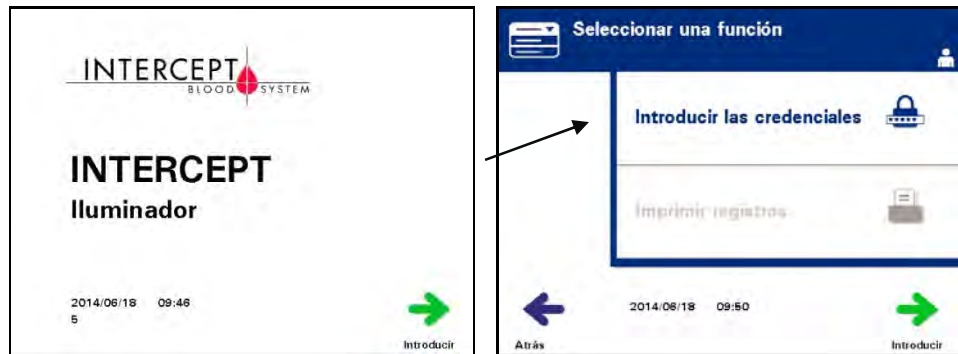 INTERCEPT
BLOOD SYSTEM
INTERCEPT
Iluminador
2014/06/18 09:46
5
Introducir
Seleccionar una función
Introducir las credenciales
Imprimir registros
2014/06/18 09:50
Atrás
Introducir